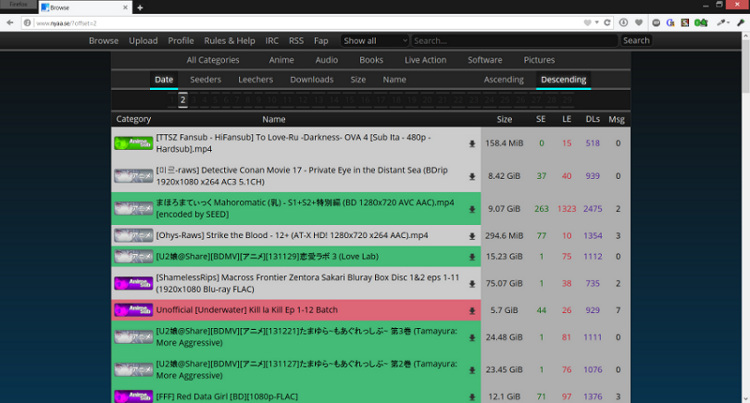 Browse
www.nyaa.se/?offset=2
Browse Upload Profile Rules & Help IRC RSS Fap Show all Search... Search
All Categories Anime Audio Books Live Action Software Pictures
Date Seeders Leechers Downloads Size Name Ascending Descending
2
Category Name Size SE LE DLs Msg
[TTSZ Fansub - HiFansub] To Love-Ru -Darkness- OVA 4 [Sub Ita - 480p - 158.4 MiB 0 15 518 0
Hardsub].mp4
[미르-raws] Detective Conan Movie 17 - Private Eye in the Distant Sea (BDrip 8.42 GiB 37 40 939 0
1920x1080 x264 AC3 5.1CH)
まほろまてぃっく Mahoromatic (乳) - S1+S2+特別編 (BD 1280x720 AVC AAC).mp4 9.07 GiB 263 1323 2475 2
[encoded by SEED]
[Ohys-Raws] Strike the Blood - 12+ (AT-X HD! 1280x720 x264 AAC).mp4 294.6 MiB 77 10 1354 3
[U2娘@Share][BDMV][アニメ][131129]恋愛ラボ 3 (Love Lab) 15.23 GiB 1 75 1112 0
[ShamelessRips] Macross Frontier Zentora Sakari Bluray Box Disc 1&2 eps 1-11 75.07 GiB 1 38 735 2
(1920x1080 Blu-ray FLAC)
Unofficial [Underwater] Kill la Kill Ep 1-12 Batch 5.7 GiB 44 26 929 7
[U2娘@Share][BDMV][アニメ][131221]たまゆら~もあぐれっしぶ~ 第3巻 (Tamayura: 24.48 GiB 1 81 1111 0
More Aggressive)
[U2娘@Share][BDMV][アニメ][131127]たまゆら~もあぐれっしぶ~ 第2巻 (Tamayura: 23.45 GiB 1 76 1076 0
More Aggressive)
[FFF] Red Data Girl [BD][1080p-FLAC] 12.1 GiB 71 97 1376 3